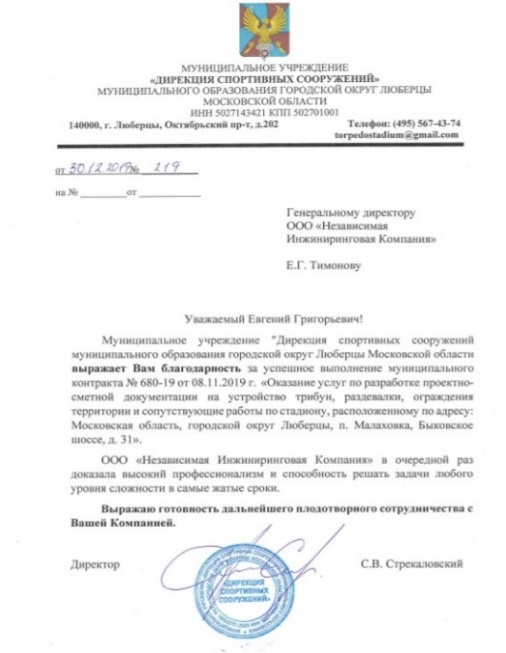 МУНИЦИПАЛЬНОЕ УЧРЕЖДЕНИЕ
«ДИРЕКЦИЯ СПОРТИВНЫХ СООРУЖЕНИЙ»
МУНИЦИПАЛЬНОГО ОБРАЗОВАНИЯ ГОРОДСКОЙ ОКРУГ ЛЮБЕРЦЫ
МОСКОВСКОЙ ОБЛАСТИ
ИНН 5027143421 КПП 502701001
140000, г. Люберцы, Октябрьский пр-т, д.202 Телефон: (495) 567-43-74
torpedostadium@gmail.com
от 30.12.2019 № 219
на № ________ от ____________
Генеральному директору
ООО «Независимая
Инжиниринговая Компания»
Е.Г. Тимонову
Уважаемый Евгений Григорьевич!
Муниципальное учреждение "Дирекция спортивных сооружений
муниципального образования городской округ Люберцы Московской области
выражает Вам благодарность за успешное выполнение муниципального
контракта № 680-19 от 08.11.2019 г. «Оказание услуг по разработке проектно-
сметной документации на устройство трибун, раздевалки, ограждения
территории и сопутствующие работы по стадиону, расположенному по адресу:
Московская область, городской округ Люберцы, п. Малаховка, Быковское
шоссе, д. 31».
ООО «Независимая Инжиниринговая Компания» в очередной раз
доказала высокий профессионализм и способность решать задачи любого
уровня сложности в самые жатые сроки.
Выражаю готовность дальнейшего плодотворного сотрудничества с
Вашей Компанией.
Директор С.В. Стрекаловский
«ДИРЕКЦИЯ
СПОРТИВНЫХ
СООРУЖЕНИЙ»